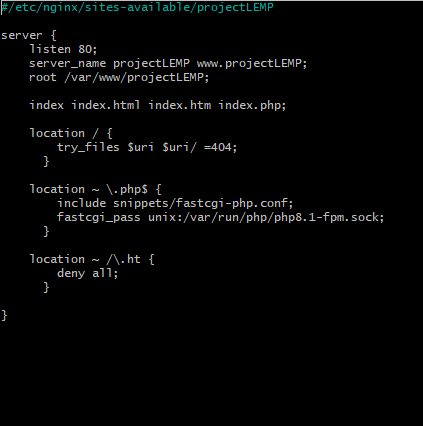 #/etc/nginx/sites-available/projectLEMP
server {
listen 80;
server_name projectLEMP www.projectLEMP;
root /var/www/projectLEMP;
index index.html index.htm index.php;
location / {
try_files $uri $uri/ =404;
}
location ~ \.php$ {
include snippets/fastcgi-php.conf;
fastcgi_pass unix:/var/run/php/php8.1-fpm.sock;
}
location ~ /\.ht {
deny all;
}
}